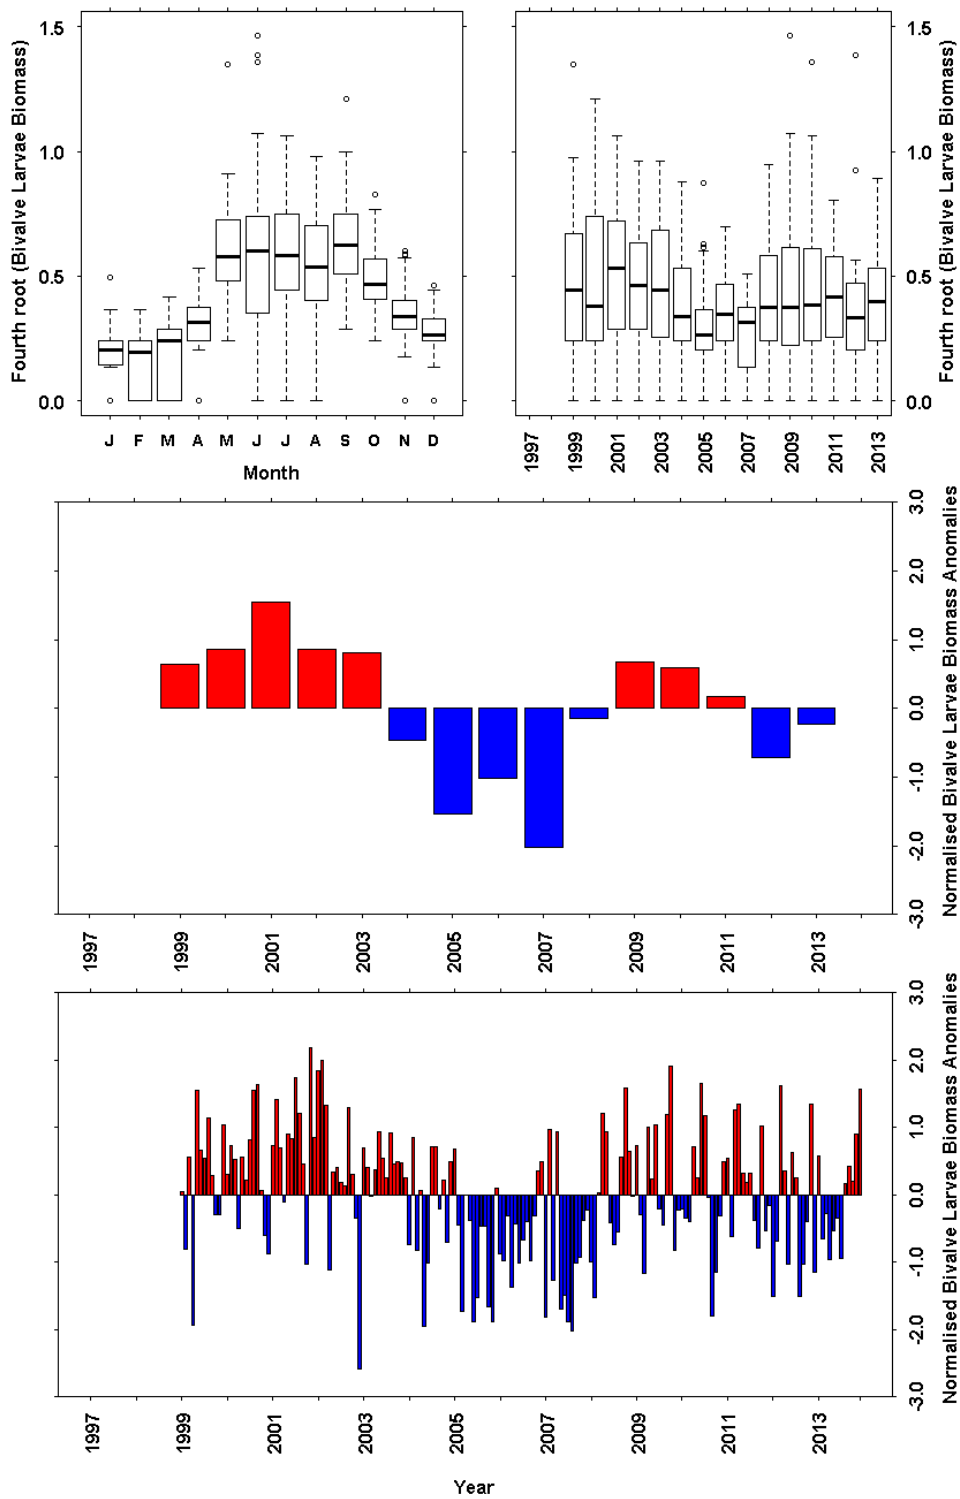 Fourth root (Bivalve Larvae Biomass)
1.5
1.0
0.5
0.0
J F M A M J J A S O N D
Month
1.5
1.0
0.5
0.0
Fourth root (Bivalve Larvae Biomass)
1997 1999 2001 2003 2005 2007 2009 2011 2013
3.0
2.0
1.0
0.0
-1.0
-2.0
-3.0
Normalised Bivalve Larvae Biomass Anomalies
1997 1999 2001 2003 2005 2007 2009 2011 2013
3.0
2.0
1.0
0.0
-1.0
-2.0
-3.0
Normalised Bivalve Larvae Biomass Anomalies
1997 1999 2001 2003 2005 2007 2009 2011 2013
Year